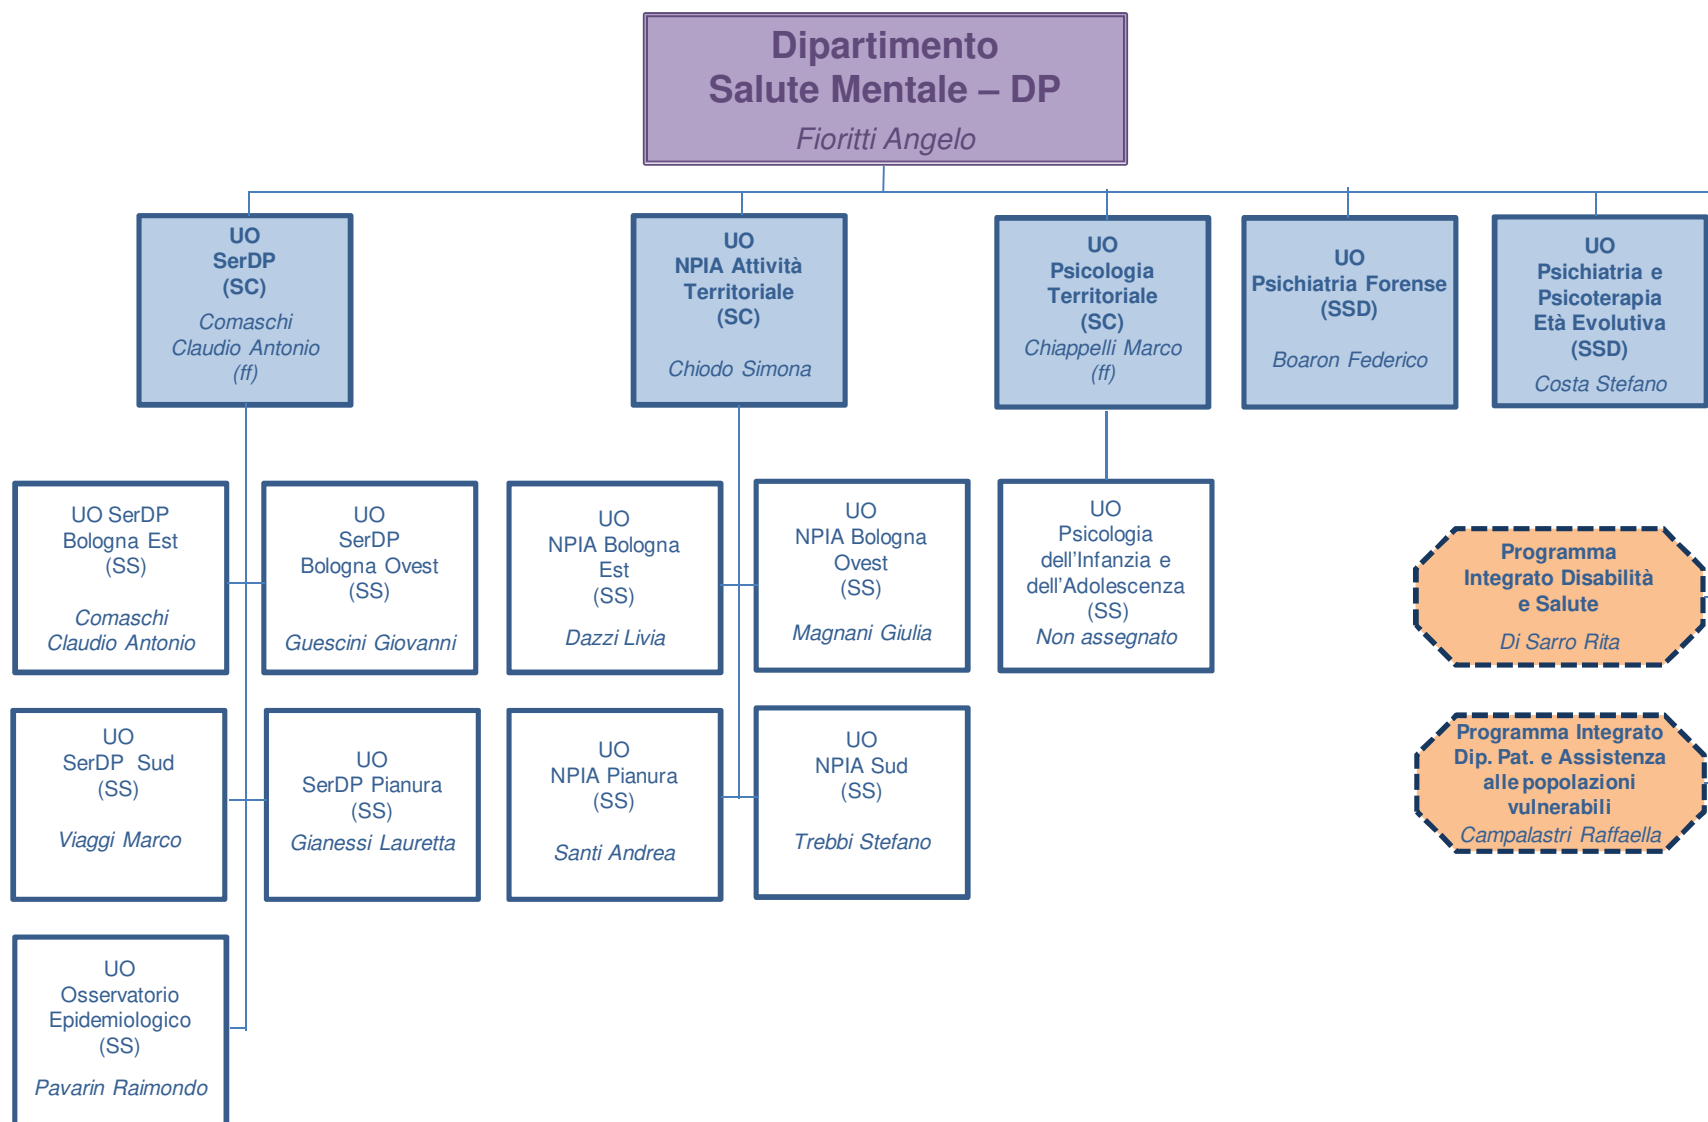 Dipartimento
Salute Mentale – DP
Fioritti Angelo
UO
SerDP
(SC)
Comaschi
Claudio Antonio
(ff)
UO
NPIA Attività
Territoriale
(SC)
Chiodo Simona
UO
Psicologia
Territoriale
(SC)
Chiappelli Marco
(ff)
UO
Psichiatria Forense
(SSD)
Boaron Federico
UO
Psichiatria e
Psicoterapia
Età Evolutiva
(SSD)
Costa Stefano
UO SerDP
Bologna Est
(SS)
Comaschi
Claudio Antonio
UO
SerDP
Bologna Ovest
(SS)
Guescini Giovanni
UO
NPIA Bologna
Est
(SS)
Dazzi Livia
UO
NPIA Bologna
Ovest
(SS)
Magnani Giulia
UO
Psicologia
dell'Infanzia e
dell'Adolescenza
(SS)
Non assegnato
Programma
Integrato Disabilità
e Salute
Di Sarro Rita
UO
SerDP Sud
(SS)
Viaggi Marco
UO
SerDP Pianura
(SS)
Gianessi Lauretta
UO
NPIA Pianura
(SS)
Santi Andrea
UO
NPIA Sud
(SS)
Trebbi Stefano
Programma Integrato
Dip. Pat. e Assistenza
alle popolazioni
vulnerabili
Campalastri Raffaella
UO
Osservatorio
Epidemiologico
(SS)
Pavarin Raimondo